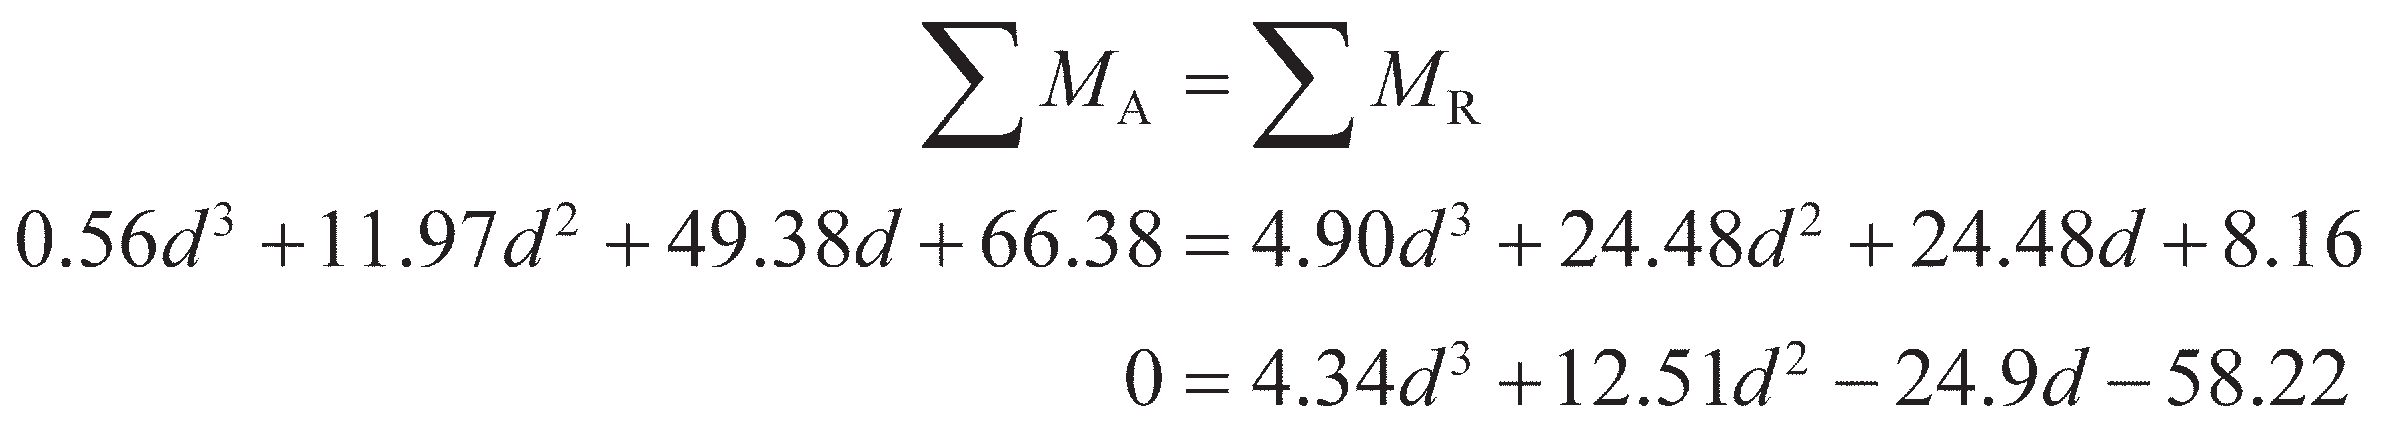 ∑M_A = ∑M_R
0.56d³ + 11.97d² + 49.38d + 66.38 = 4.90d³ + 24.48d² + 24.48d + 8.16
0 = 4.34d³ + 12.51d² − 24.9d − 58.22